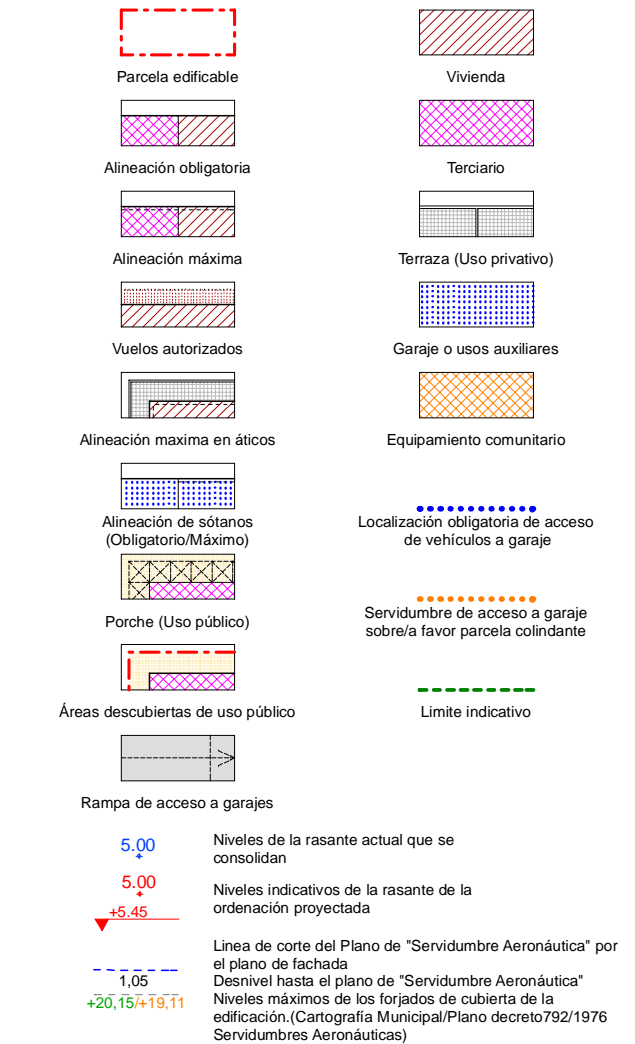 Parcela edificable
Vivienda
Alineación obligatoria
Terciario
Alineación máxima
Terraza (Uso privativo)
Vuelos autorizados
Garaje o usos auxiliares
Alineación maxima en áticos
Equipamiento comunitario
Alineación de sótanos
(Obligatorio/Máximo)
Localización obligatoria de acceso
de vehículos a garaje
Porche (Uso público)
Servidumbre de acceso a garaje
sobre/a favor parcela colindante
Áreas descubiertas de uso público
Limite indicativo
Rampa de acceso a garajes
5.00
Niveles de la rasante actual que se
consolidan
5.00
+5.45
Niveles indicativos de la rasante de la
ordenación proyectada
Linea de corte del Plano de "Servidumbre Aeronáutica" por
el plano de fachada
1,05
Desnivel hasta el plano de "Servidumbre Aeronáutica"
+20,15/+19,11
Niveles máximos de los forjados de cubierta de la
edificación.(Cartografía Municipal/Plano decreto792/1976
Servidumbres Aeronáuticas)